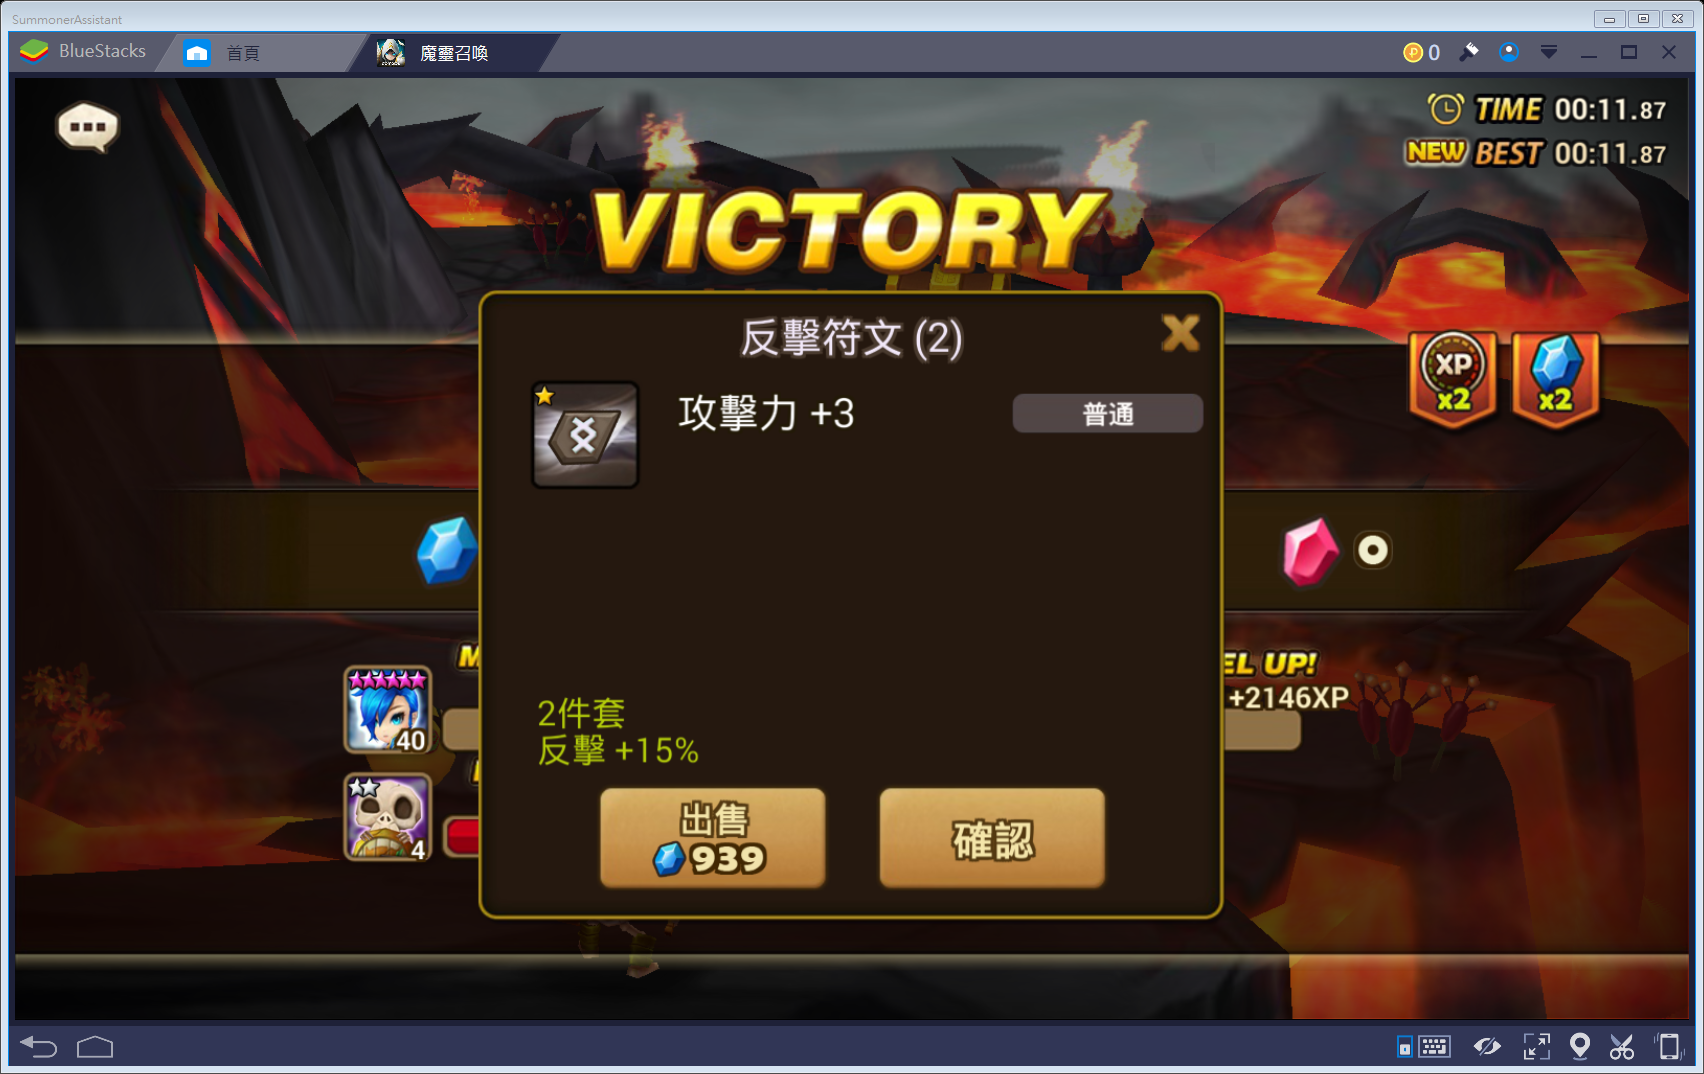 SummonerAssistant
BlueStacks
首頁
魔靈召喚
0
TIME 00:11.87
NEW BEST 00:11.87
VICTORY
反擊符文 (2)
攻擊力 +3
普通
XP
x2
x2
EL UP!
+2146XP
40
4
2件套
反擊 +15%
出售
939
確認